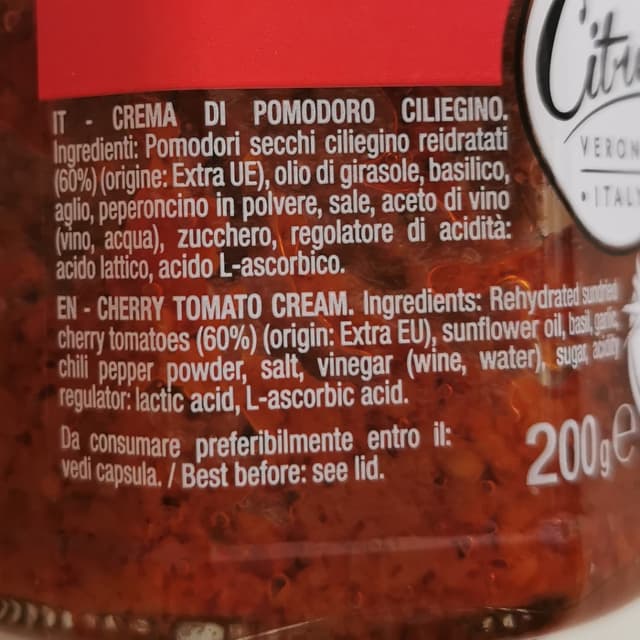 IT - CREMA DI POMODORO CILIEGINO.
Ingredienti: Pomodori secchi ciliegino reidratati
(60%) (origine: Extra UE), olio di girasole, basilico,
aglio, peperoncino in polvere, sale, aceto di vino
(vino, acqua), zucchero, regolatore di acidità:
acido lattico, acido L-ascorbico.
EN - CHERRY TOMATO CREAM. Ingredients: Rehydrated sundried
cherry tomatoes (60%) (origin: Extra EU), sunflower oil, basil, garlic,
chili pepper powder, salt, vinegar (wine, water), sugar, acidity
regulator: lactic acid, L-ascorbic acid.
Da consumare preferibilmente entro il:
vedi capsula. / Best before: see lid.
200g e
VERON
• ITALY